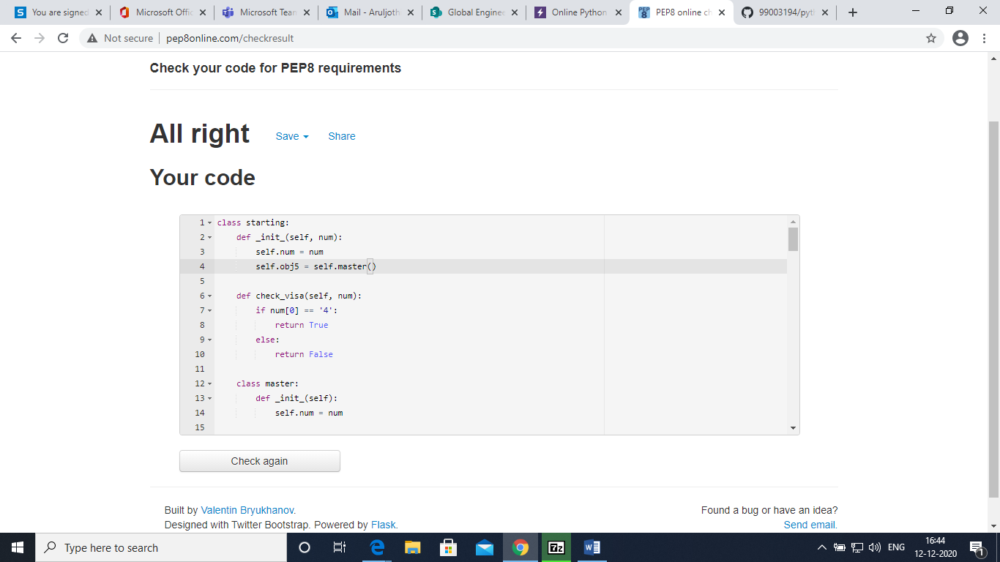 You are signed
Microsoft Offic
Microsoft Tean
Mail - Aruljoth
Global Enginee
Online Python
PEP8 online ch
99003194/pyt
Not secure
pep8online.com/checkresult
Check your code for PEP8 requirements
All right
Save
Share
Your code
1 class starting:
2 def _init_(self, num):
3 self.num = num
4 self.obj5 = self.master()
5
6 def check_visa(self, num):
7 if num[0] == '4':
8 return True
9 else:
10 return False
11
12 class master:
13 def _init_(self):
14 self.num = num
15
Check again
Built by Valentin Bryukhanov.
Found a bug or have an idea?
Designed with Twitter Bootstrap. Powered by Flask.
Send email.
Type here to search
ENG
16:44
12-12-2020
1